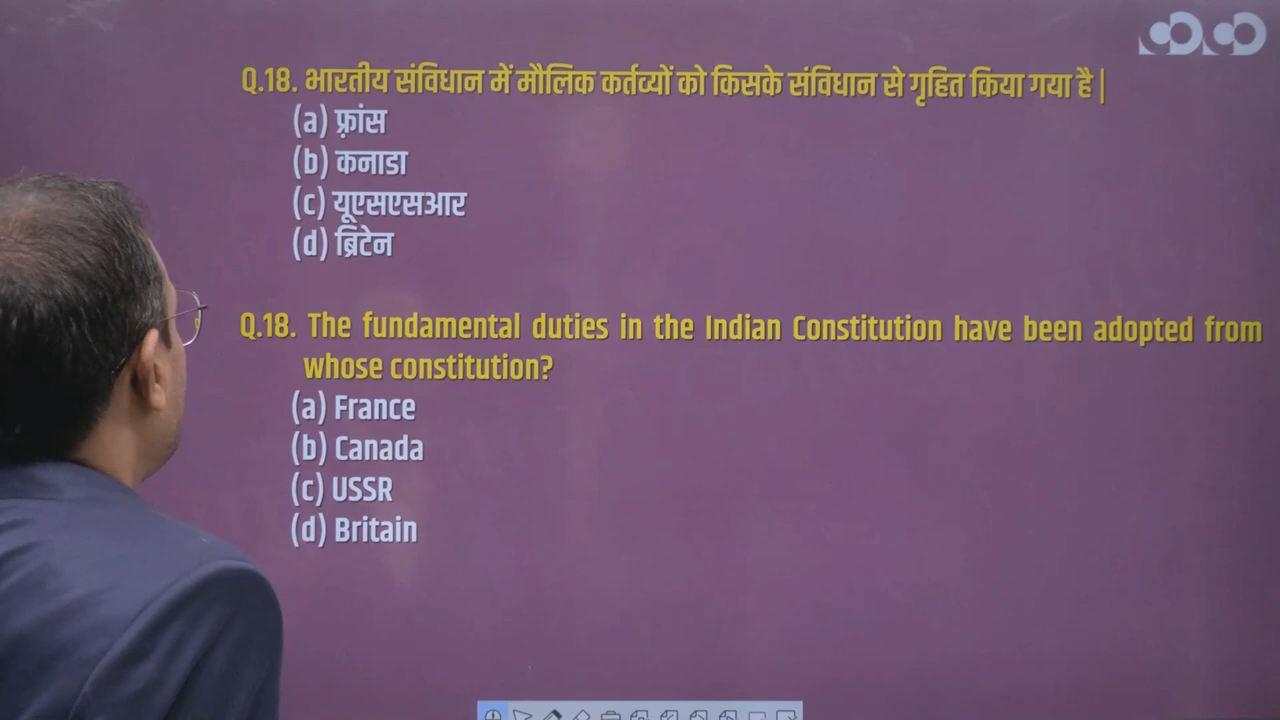 Q.18. भारतीय संविधान में मौलिक कर्तव्यों को किसके संविधान से गृहित किया गया है |
(a) फ़्रांस
(b) कनाडा
(c) यूएसएसआर
(d) ब्रिटेन
Q.18. The fundamental duties in the Indian Constitution have been adopted from
whose constitution?
(a) France
(b) Canada
(c) USSR
(d) Britain